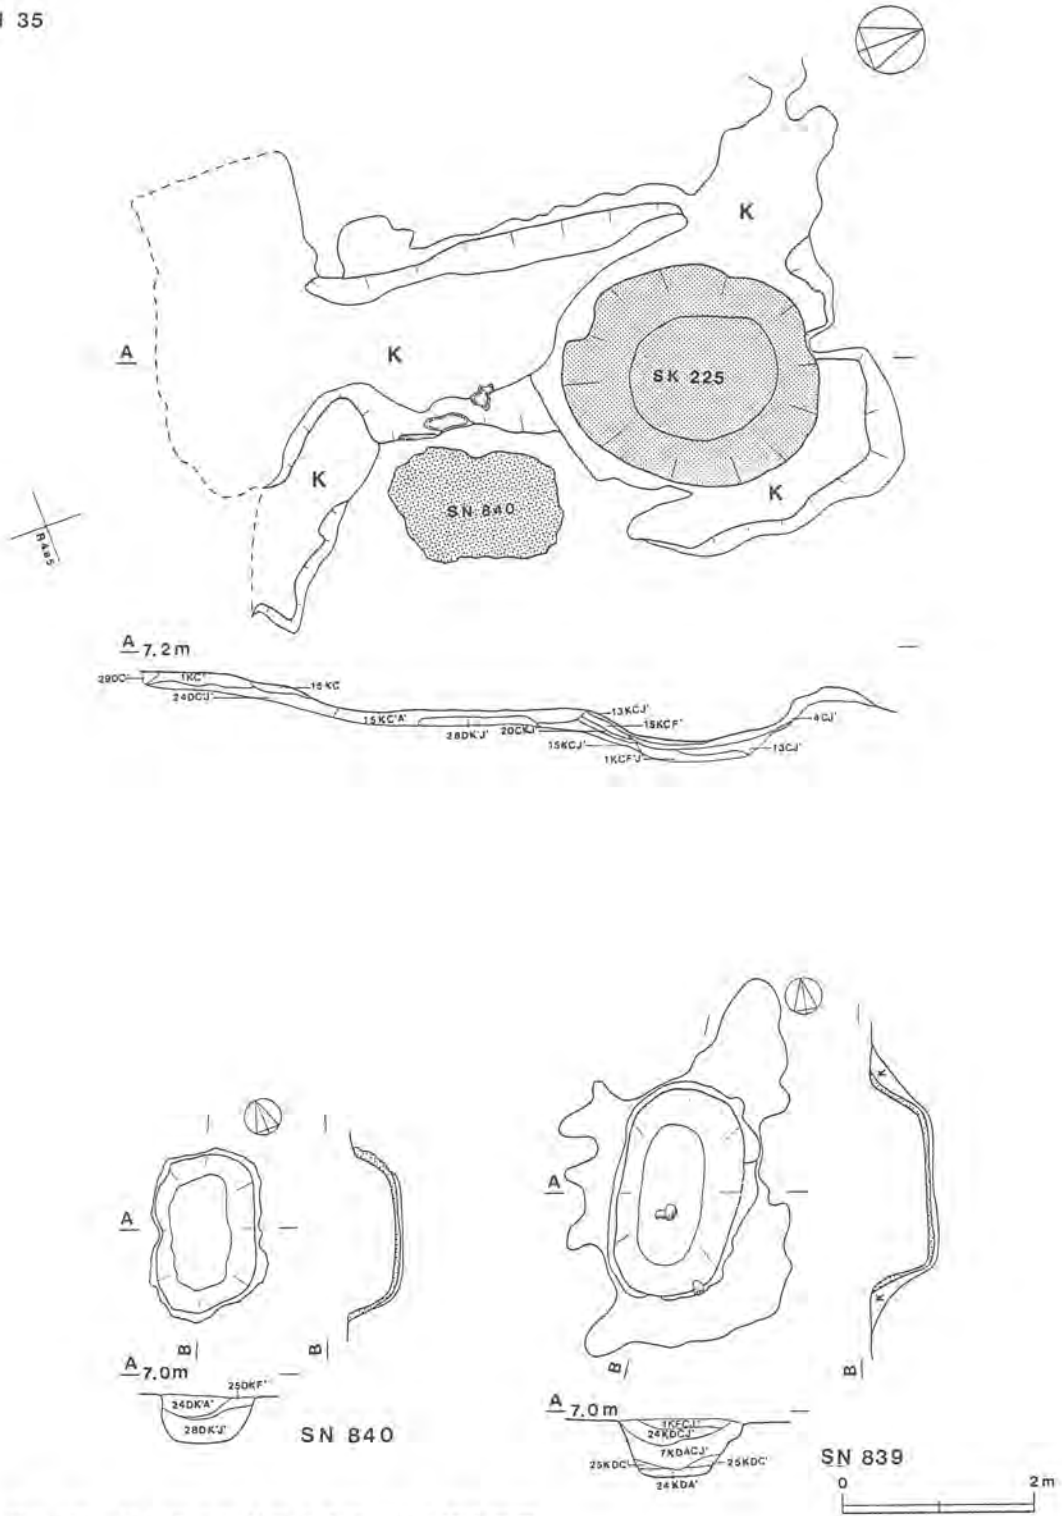 35
K
A
K
SK 225
K
K
SN 840
A 7.2m
29DC'
1KC'
15KC
24DCJ'
15KC'A'
28DK'J'
20CKJ'
13KCJ'
15KCF'
15KCJ'
1KCF'J'
4CJ'
13CJ'
A
B
B
A 7.0m
25DKF'
24DK'A'
28DK'J'
SN 840
A
K
K
B
B
A 7.0m
1KFCJ'
24KDCJ'
7KDACJ'
25KDC'
25KDC'
24KDA'
SN 839
0 2m